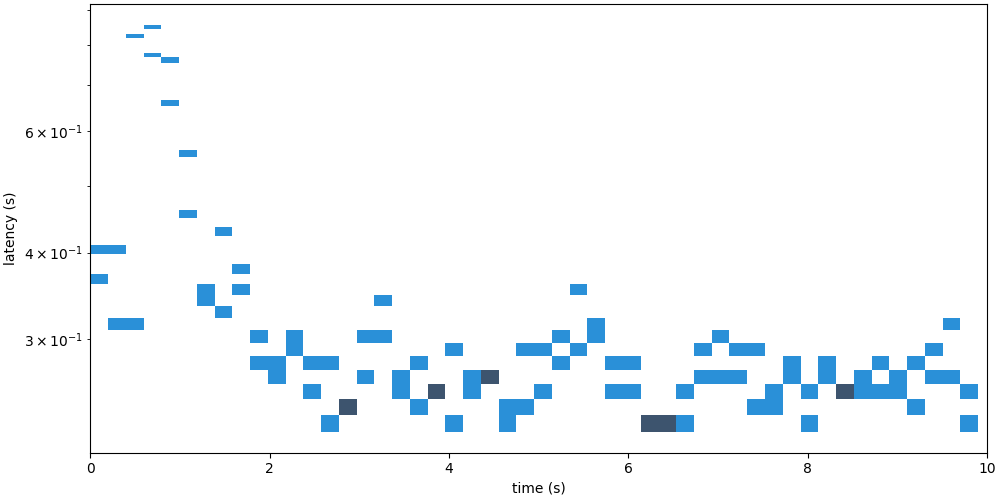 6 × 10⁻¹
4 × 10⁻¹
3 × 10⁻¹
latency (s)
0 2 4 6 8 10
time (s)